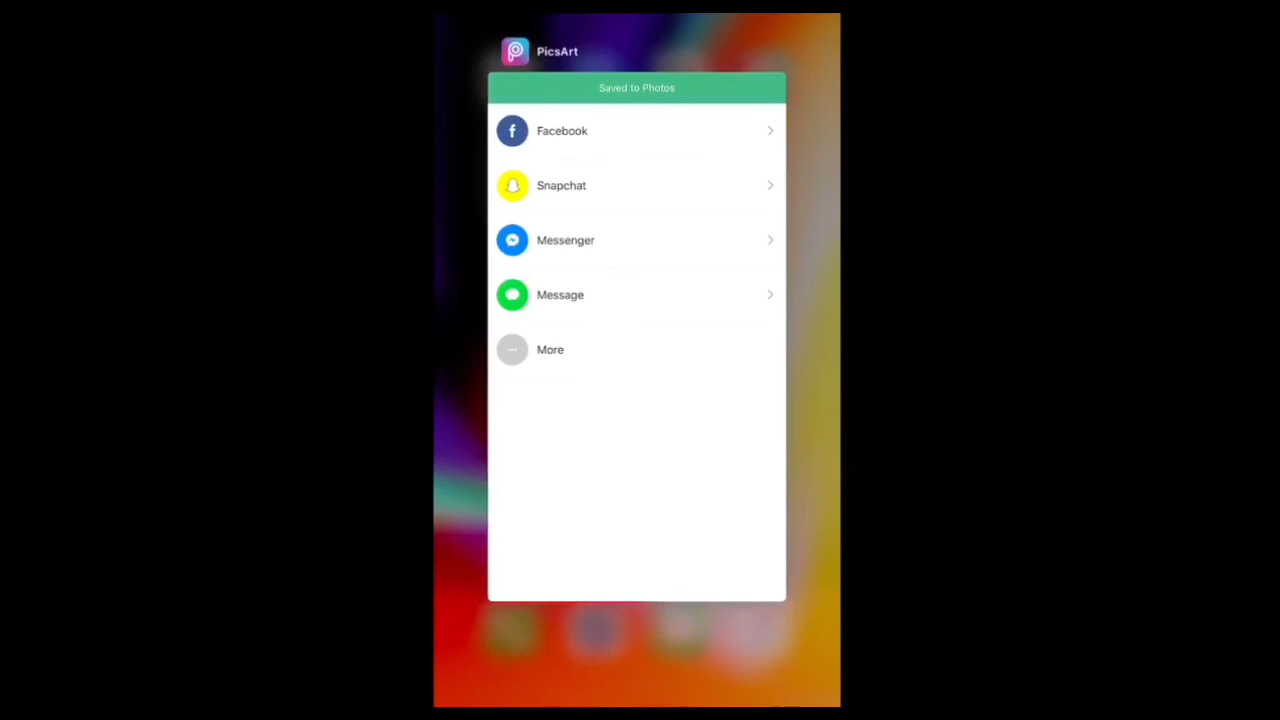 PicsArt
Saved to Photos
Facebook
Snapchat
Messenger
Message
More